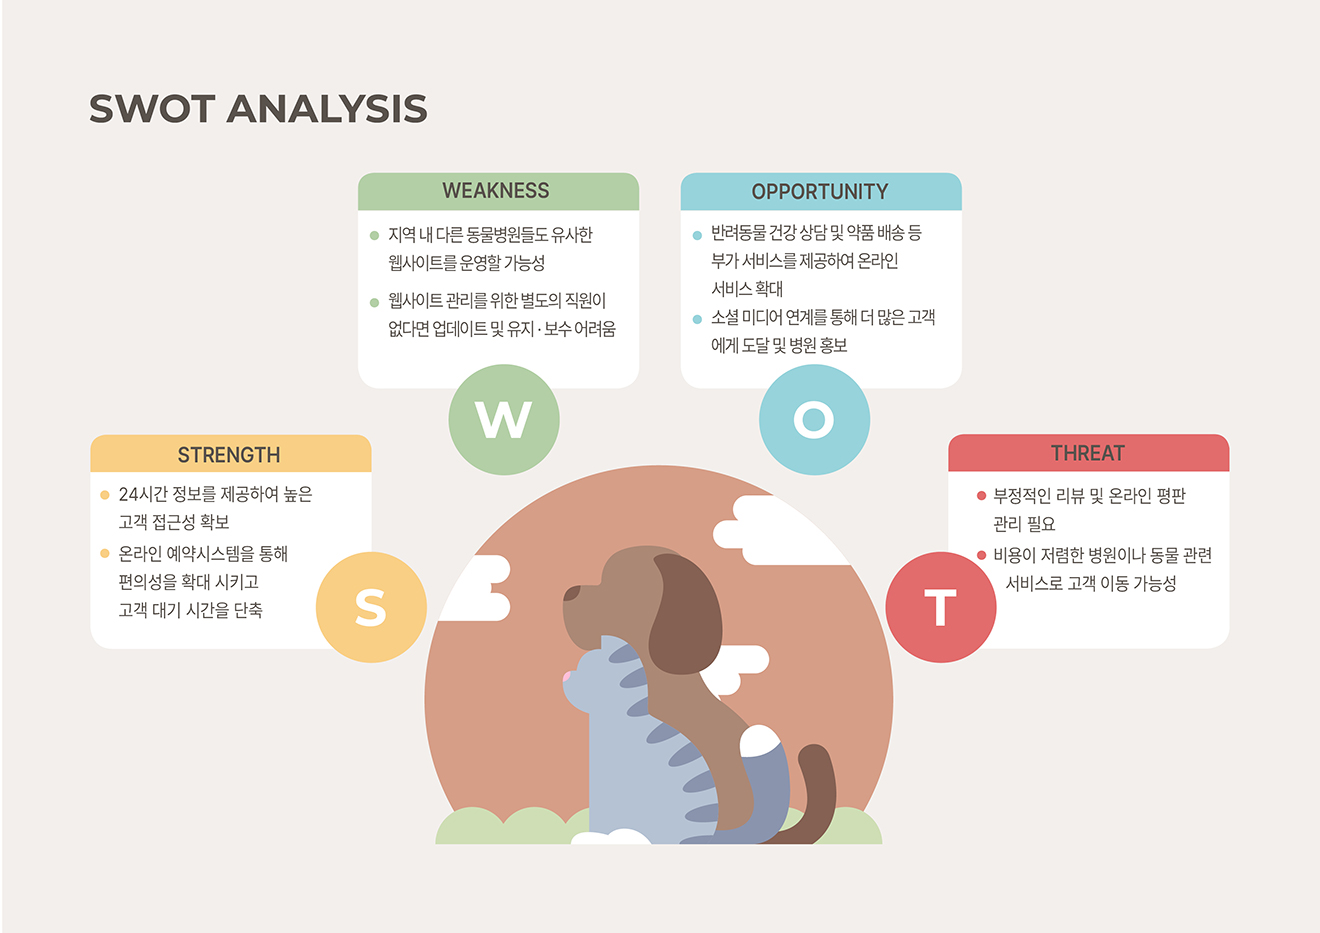 SWOT ANALYSIS
WEAKNESS
지역 내 다른 동물병원들도 유사한
웹사이트를 운영할 가능성
웹사이트 관리를 위한 별도의 직원이
없다면 업데이트 및 유지 · 보수 어려움
W
OPPORTUNITY
반려동물 건강 상담 및 약품 배송 등
부가 서비스를 제공하여 온라인
서비스 확대
소셜 미디어 연계를 통해 더 많은 고객
에게 도달 및 병원 홍보
O
STRENGTH
24시간 정보를 제공하여 높은
고객 접근성 확보
온라인 예약시스템을 통해
편의성을 확대 시키고
고객 대기 시간을 단축
S
THREAT
부정적인 리뷰 및 온라인 평판
관리 필요
비용이 저렴한 병원이나 동물 관련
서비스로 고객 이동 가능성
T